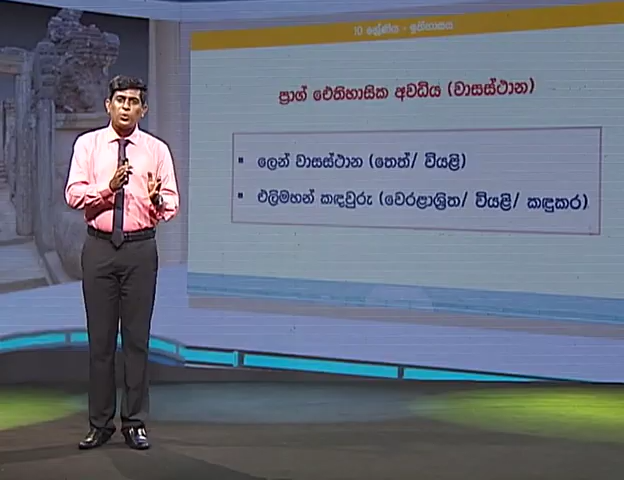 10 ශ්‍රේණිය - ඉතිහාසය
ප්‍රාග් ඓතිහාසික අවධිය (වාසස්ථාන)
▪ ලෙන් වාසස්ථාන (තෙත්/ වියළි)
▪ එළිමහන් කඳවුරු (වෙරළාශ්‍රිත/ වියළි/ කඳුකර)